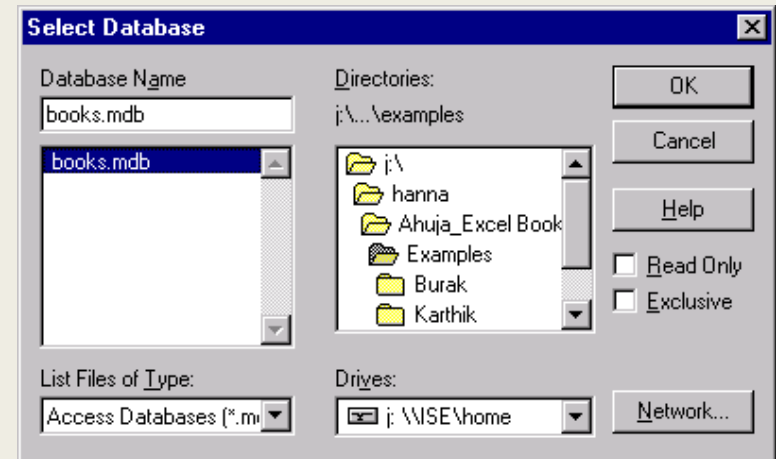 Select Database
Database Name
books.mdb
books.mdb
List Files of Type:
Access Databases (*.m
Directories:
j:\...\examples
j:\
hanna
Ahuja_Excel Book
Examples
Burak
Karthik
Drives:
j: \\ISE\home
OK
Cancel
Help
Read Only
Exclusive
Network...